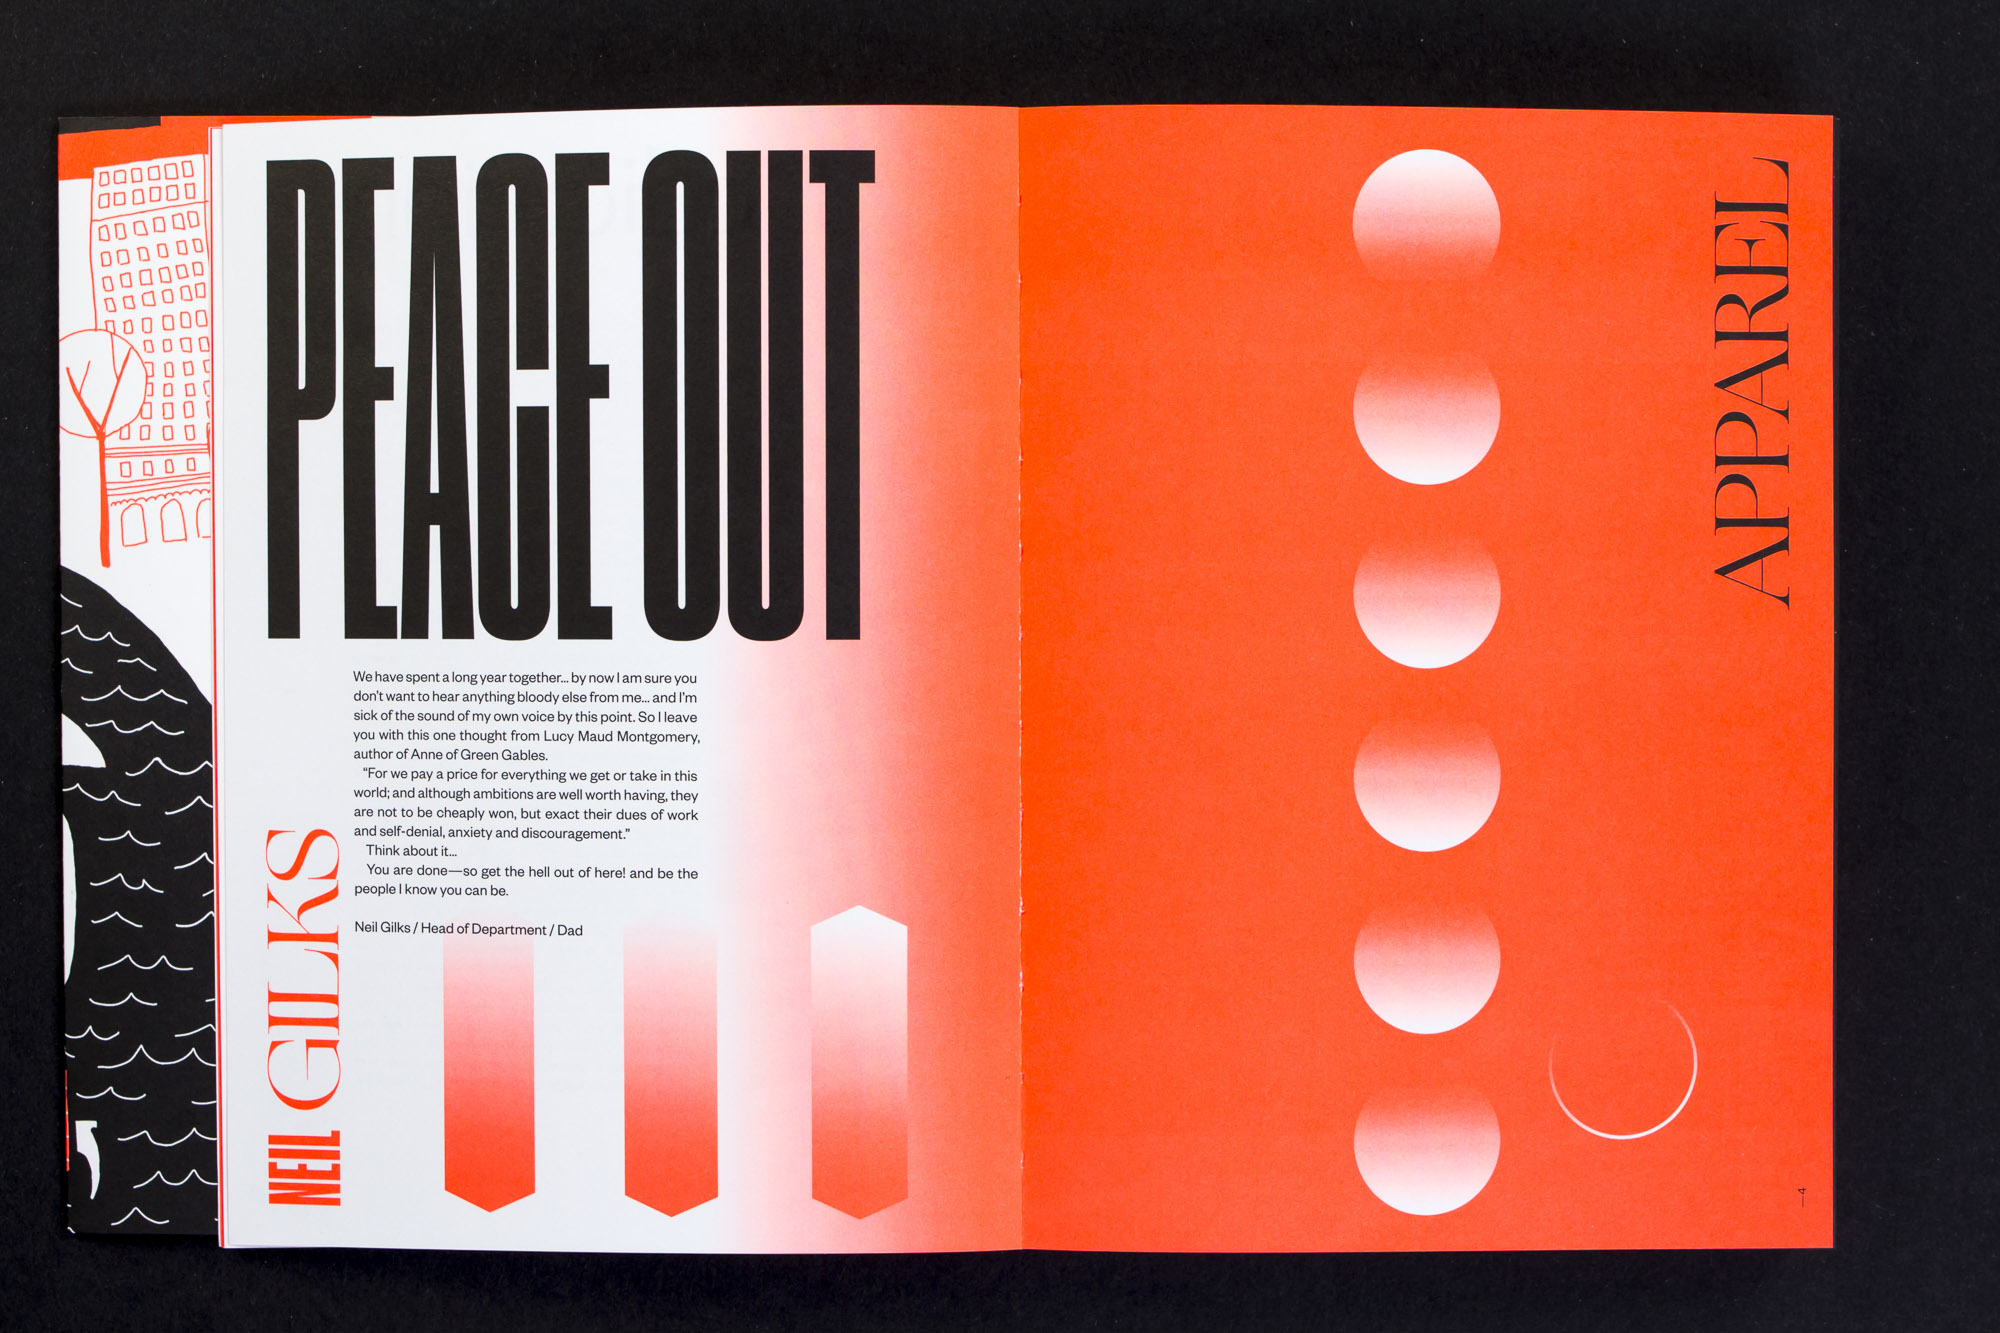 PEACE OUT
We have spent a long year together... by now I am sure you
don't want to hear anything bloody else from me... and I'm
sick of the sound of my own voice by this point. So I leave
you with this one thought from Lucy Maud Montgomery,
author of Anne of Green Gables.
"For we pay a price for everything we get or take in this
world; and although ambitions are well worth having, they
are not to be cheaply won, but exact their dues of work
and self-denial, anxiety and discouragement."
Think about it...
You are done—so get the hell out of here! and be the
people I know you can be.
Neil Gilks / Head of Department / Dad
NEIL GILKS
APPAREL
—4